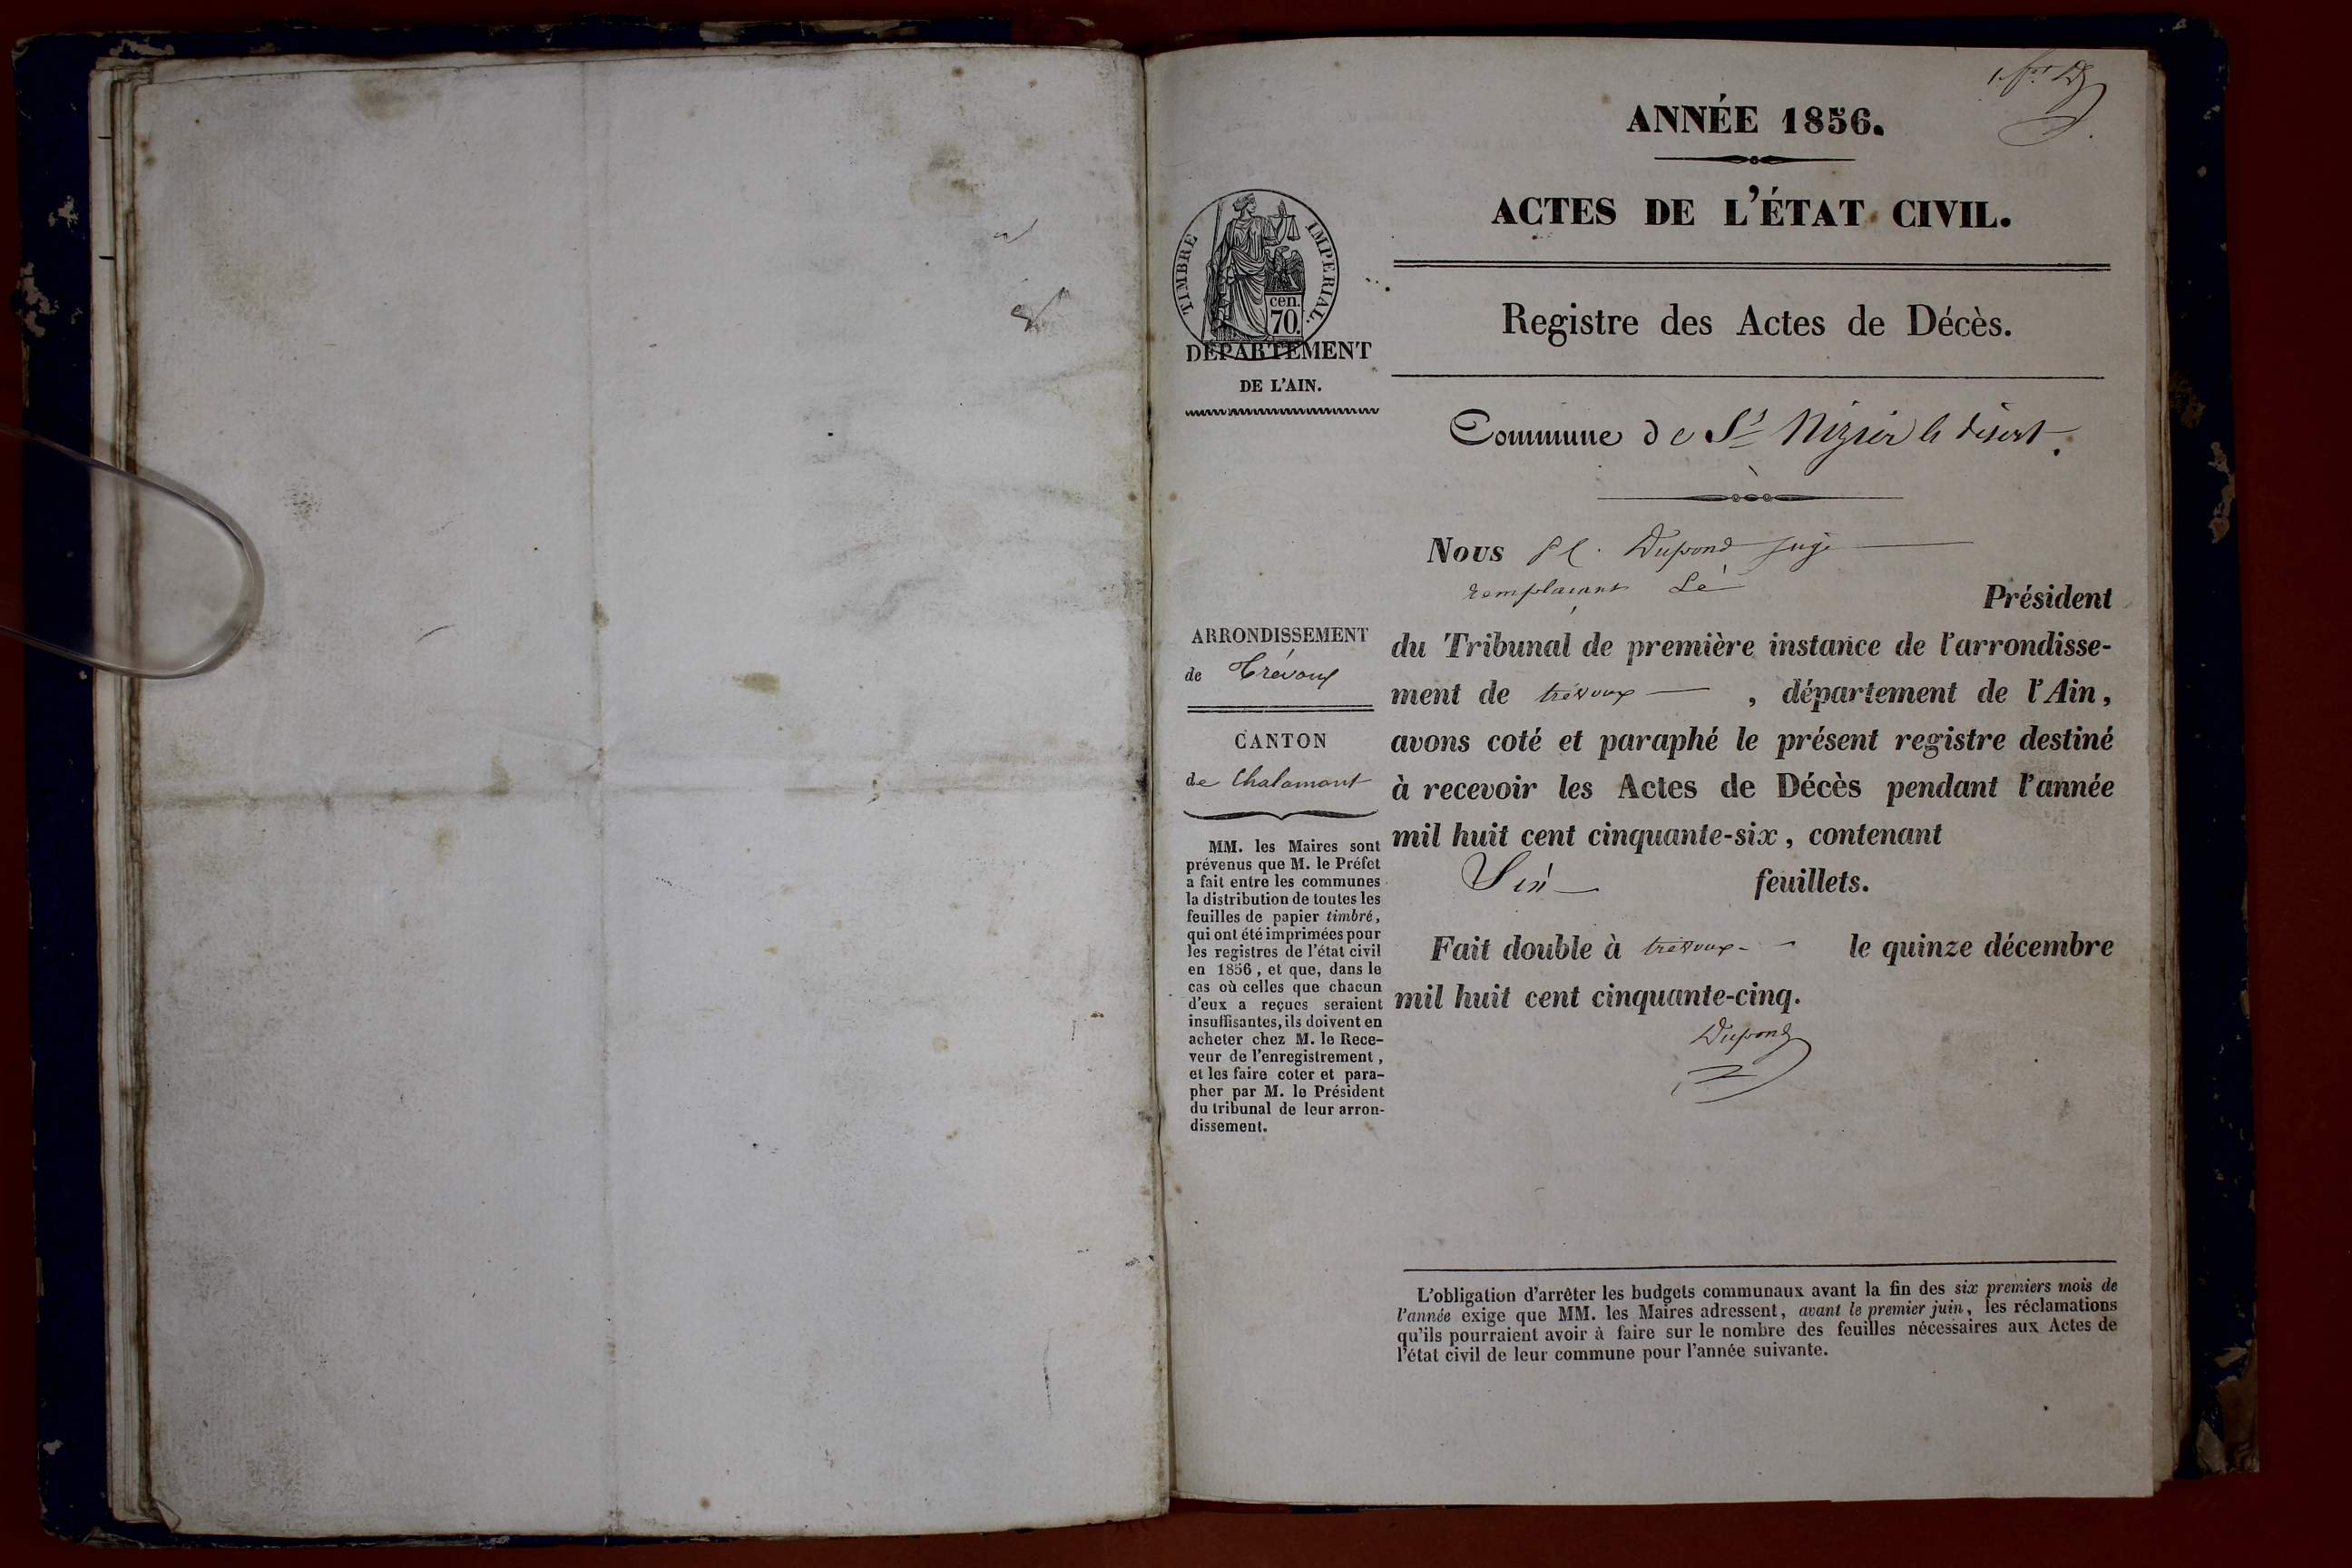 ANNÉE 1856.
ACTES DE L'ÉTAT CIVIL.
TIMBRE IMPERIAL.
cen.
70.
DÉPARTEMENT
DE L'AIN.
Registre des Actes de Décès.
Commune de St Nizier le désert
Nous Dupond juge
remplaçant Le
Président
du Tribunal de première instance de l'arrondisse-
ment de trévoux, département de l'Ain,
avons coté et paraphé le présent registre destiné
à recevoir les Actes de Décès pendant l'année
mil huit cent cinquante-six, contenant
Six feuillets.
Fait double à trévoux le quinze décembre
mil huit cent cinquante-cinq.
Dupond
ARRONDISSEMENT
de Trévoux
CANTON
de Chalamont
MM. les Maires sont
prévenus que M. le Préfet
a fait entre les communes
la distribution de toutes les
feuilles de papier timbré,
qui ont été imprimées pour
les registres de l'état civil
en 1856, et que, dans le
cas où celles que chacun
d'eux a reçues seraient
insuffisantes, ils doivent en
acheter chez M. le Rece-
veur de l'enregistrement,
et les faire coter et para-
pher par M. le Président
du tribunal de leur arron-
dissement.
L'obligation d'arrêter les budgets communaux avant la fin des six premiers mois de
l'année exige que MM. les Maires adressent, avant le premier juin, les réclamations
qu'ils pourraient avoir à faire sur le nombre des feuilles nécessaires aux Actes de
l'état civil de leur commune pour l'année suivante.